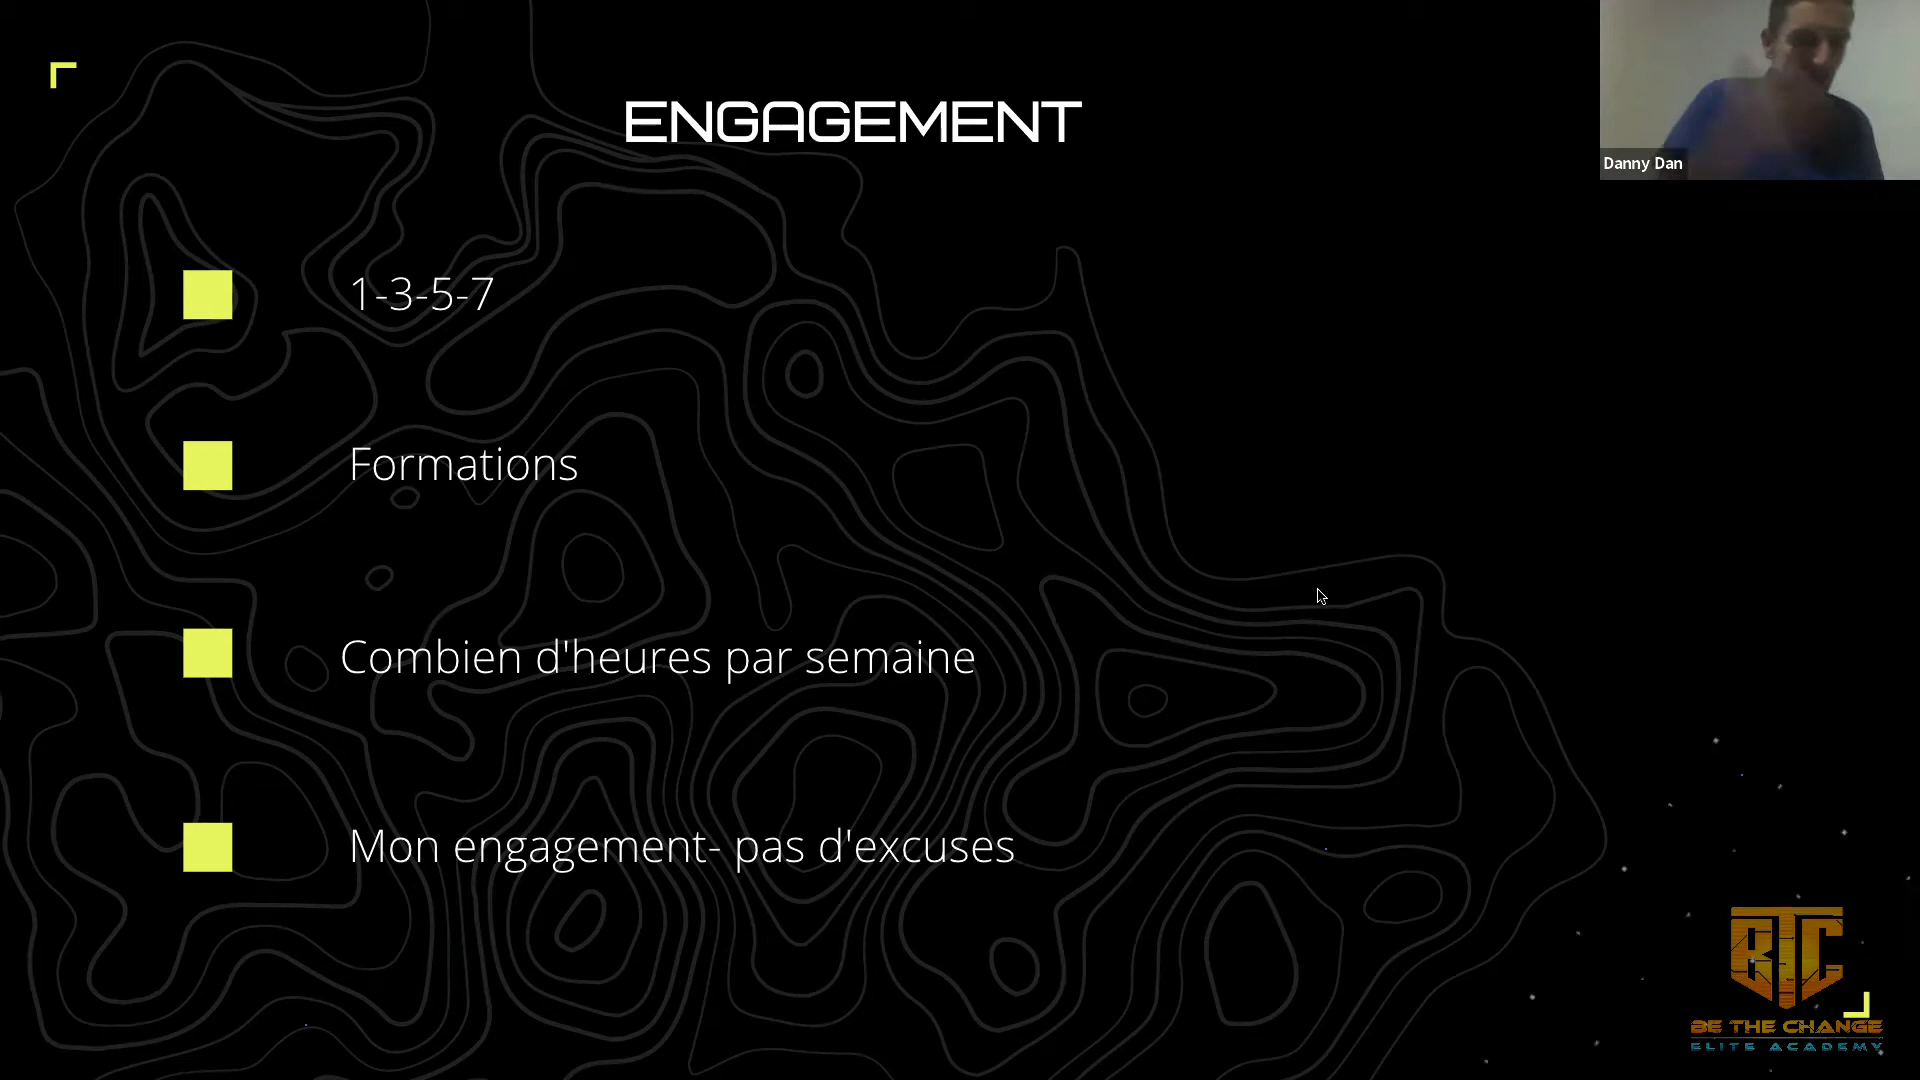 ENGAGEMENT
Danny Dan
1-3-5-7
Formations
Combien d'heures par semaine
Mon engagement- pas d'excuses
BTC
BE THE CHANGE
ELITE ACADEMY